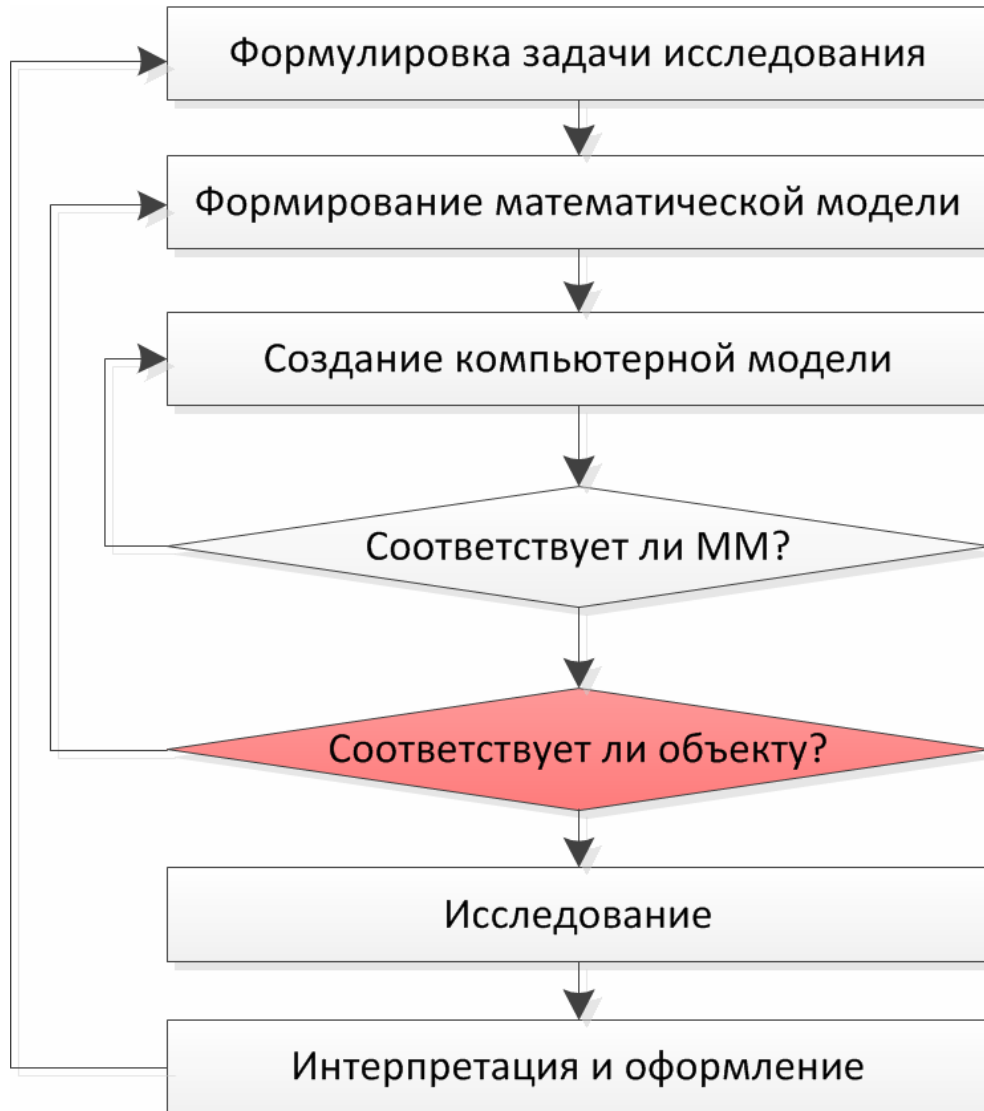 Формулировка задачи исследования
Формирование математической модели
Создание компьютерной модели
Соответствует ли ММ?
Соответствует ли объекту?
Исследование
Интерпретация и оформление